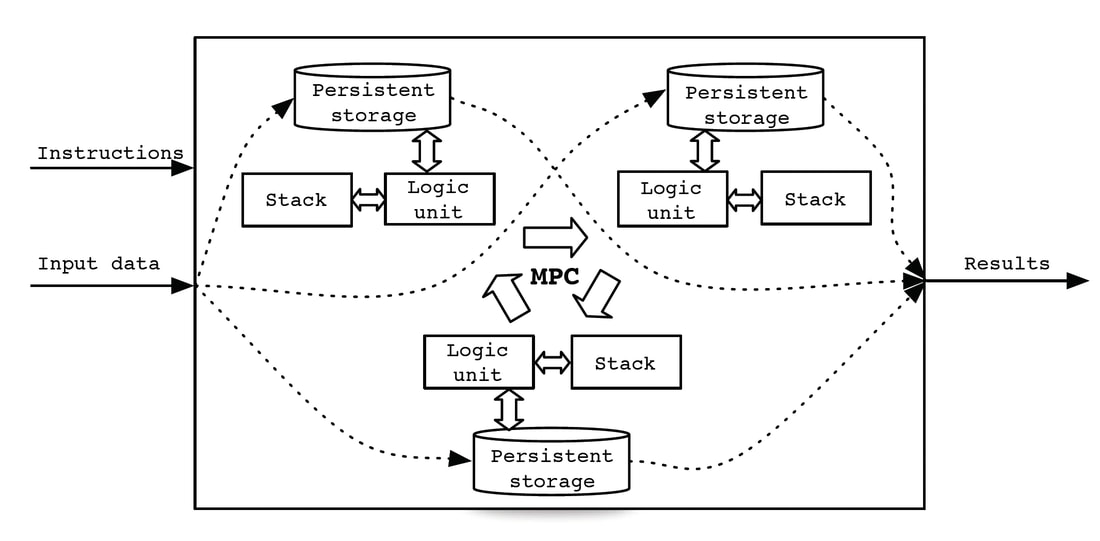 Instructions
Input data
Persistent
storage
Stack
Logic
unit
Persistent
storage
Logic
unit
Stack
MPC
Logic
unit
Stack
Persistent
storage
Results